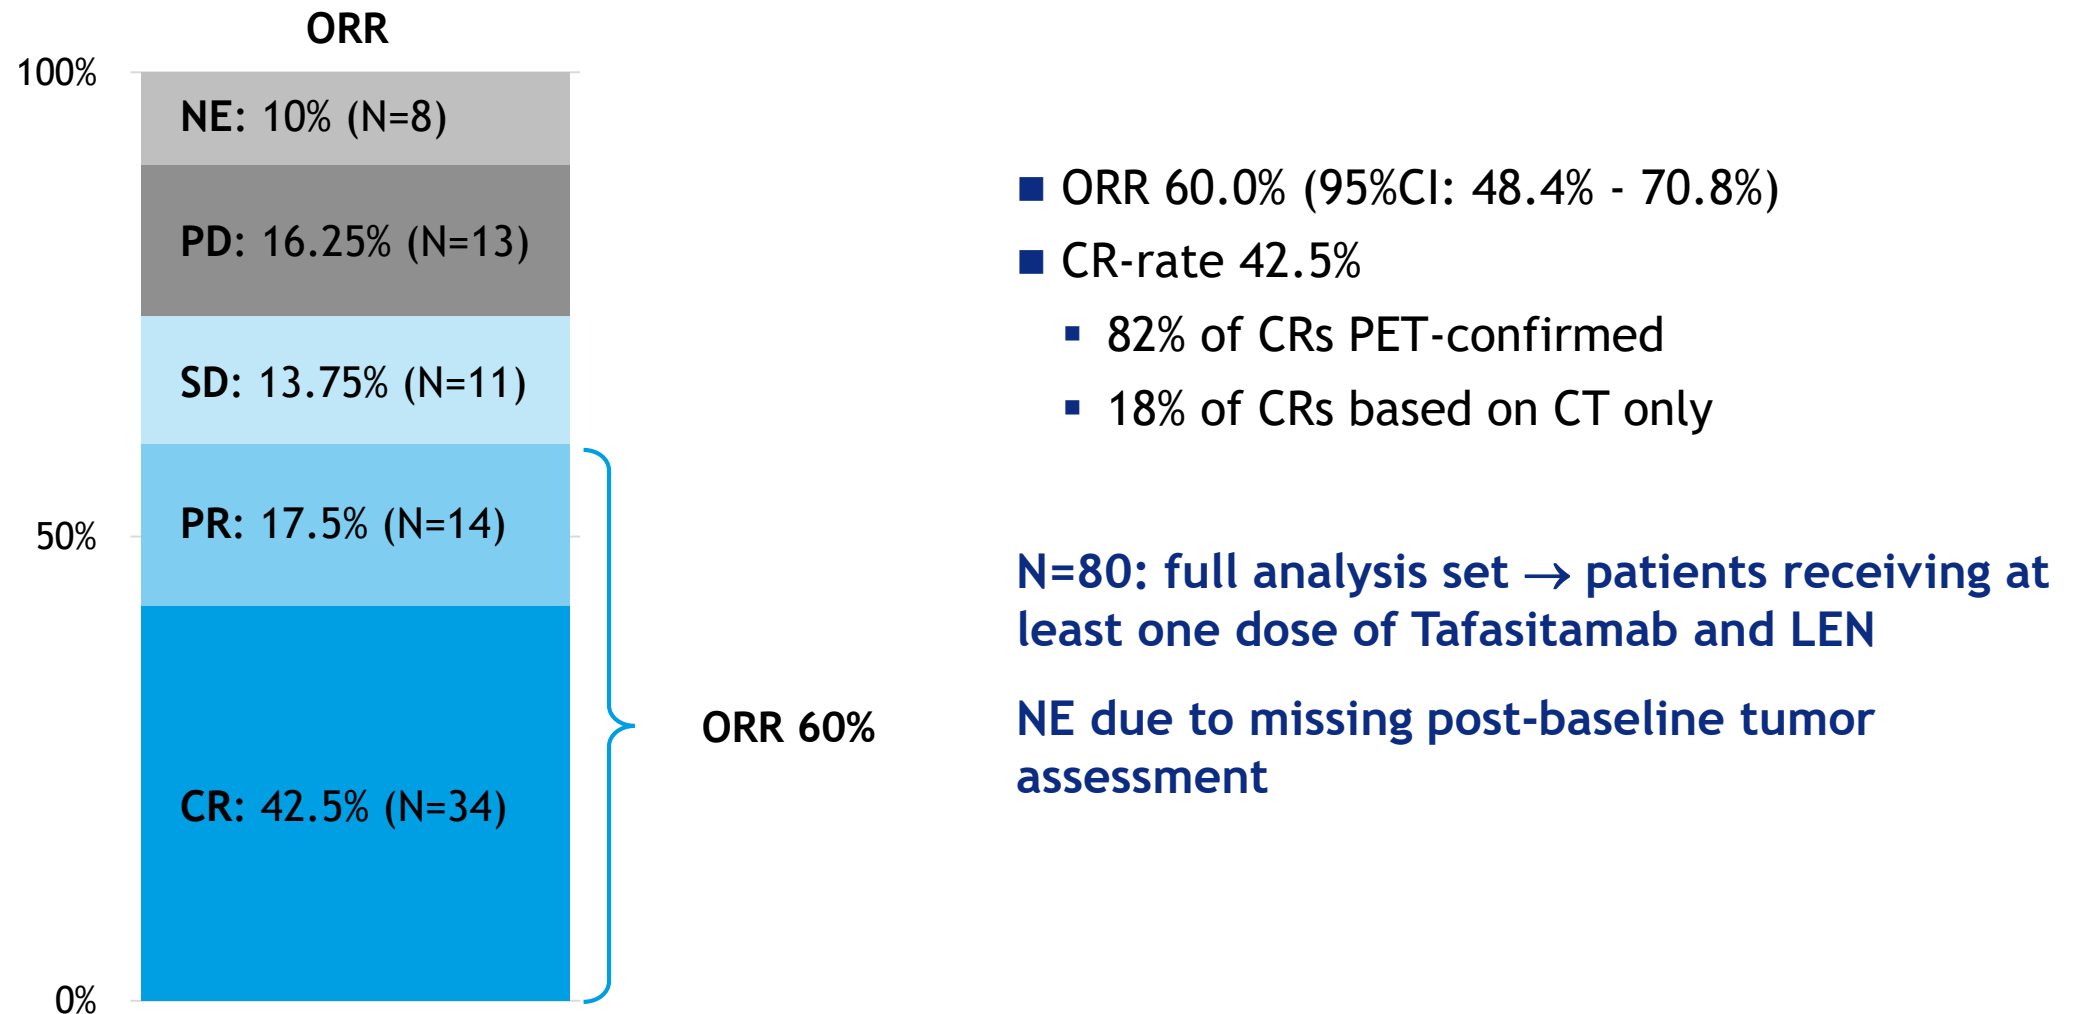 ORR
100%
NE: 10% (N=8)
PD: 16.25% (N=13)
SD: 13.75% (N=11)
50%
PR: 17.5% (N=14)
CR: 42.5% (N=34)
0%
ORR 60%
■ ORR 60.0% (95%CI: 48.4% - 70.8%)
■ CR-rate 42.5%
▪ 82% of CRs PET-confirmed
▪ 18% of CRs based on CT only
N=80: full analysis set → patients receiving at
least one dose of Tafasitamab and LEN
NE due to missing post-baseline tumor
assessment